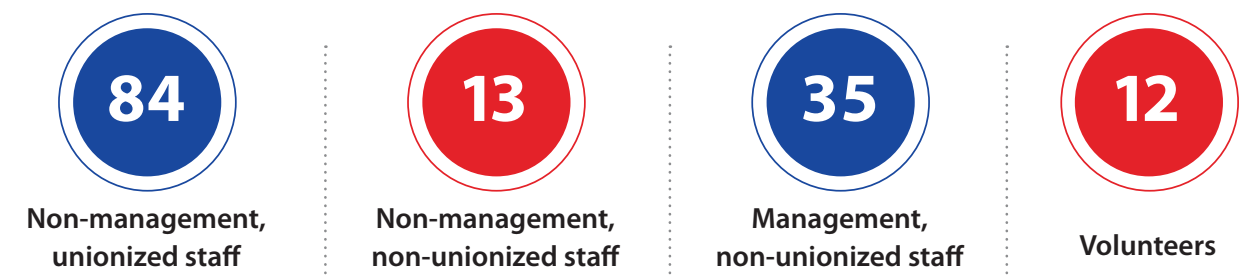 84
Non-management,
unionized staff
13
Non-management,
non-unionized staff
35
Management,
non-unionized staff
12
Volunteers